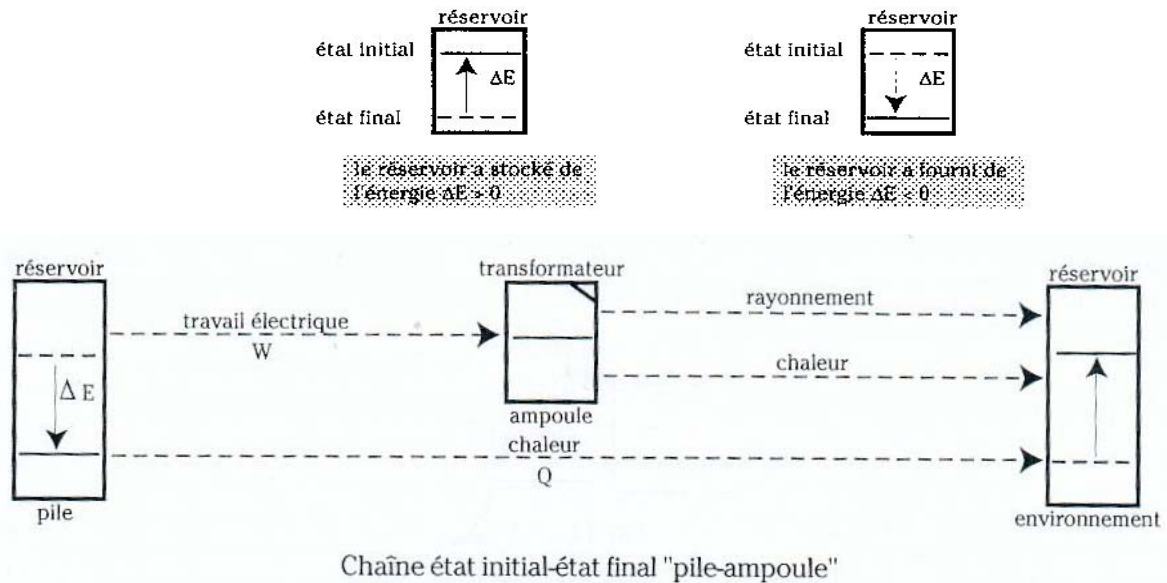 réservoir
état initial
ΔE
état final
le réservoir a stocké de
l'énergie ΔE > 0
réservoir
état initial
ΔE
état final
le réservoir a fourni de
l'énergie ΔE < 0
réservoir
ΔE
pile
travail électrique
W
transformateur
ampoule
chaleur
Q
rayonnement
chaleur
réservoir
environnement
Chaîne état initial-état final "pile-ampoule"